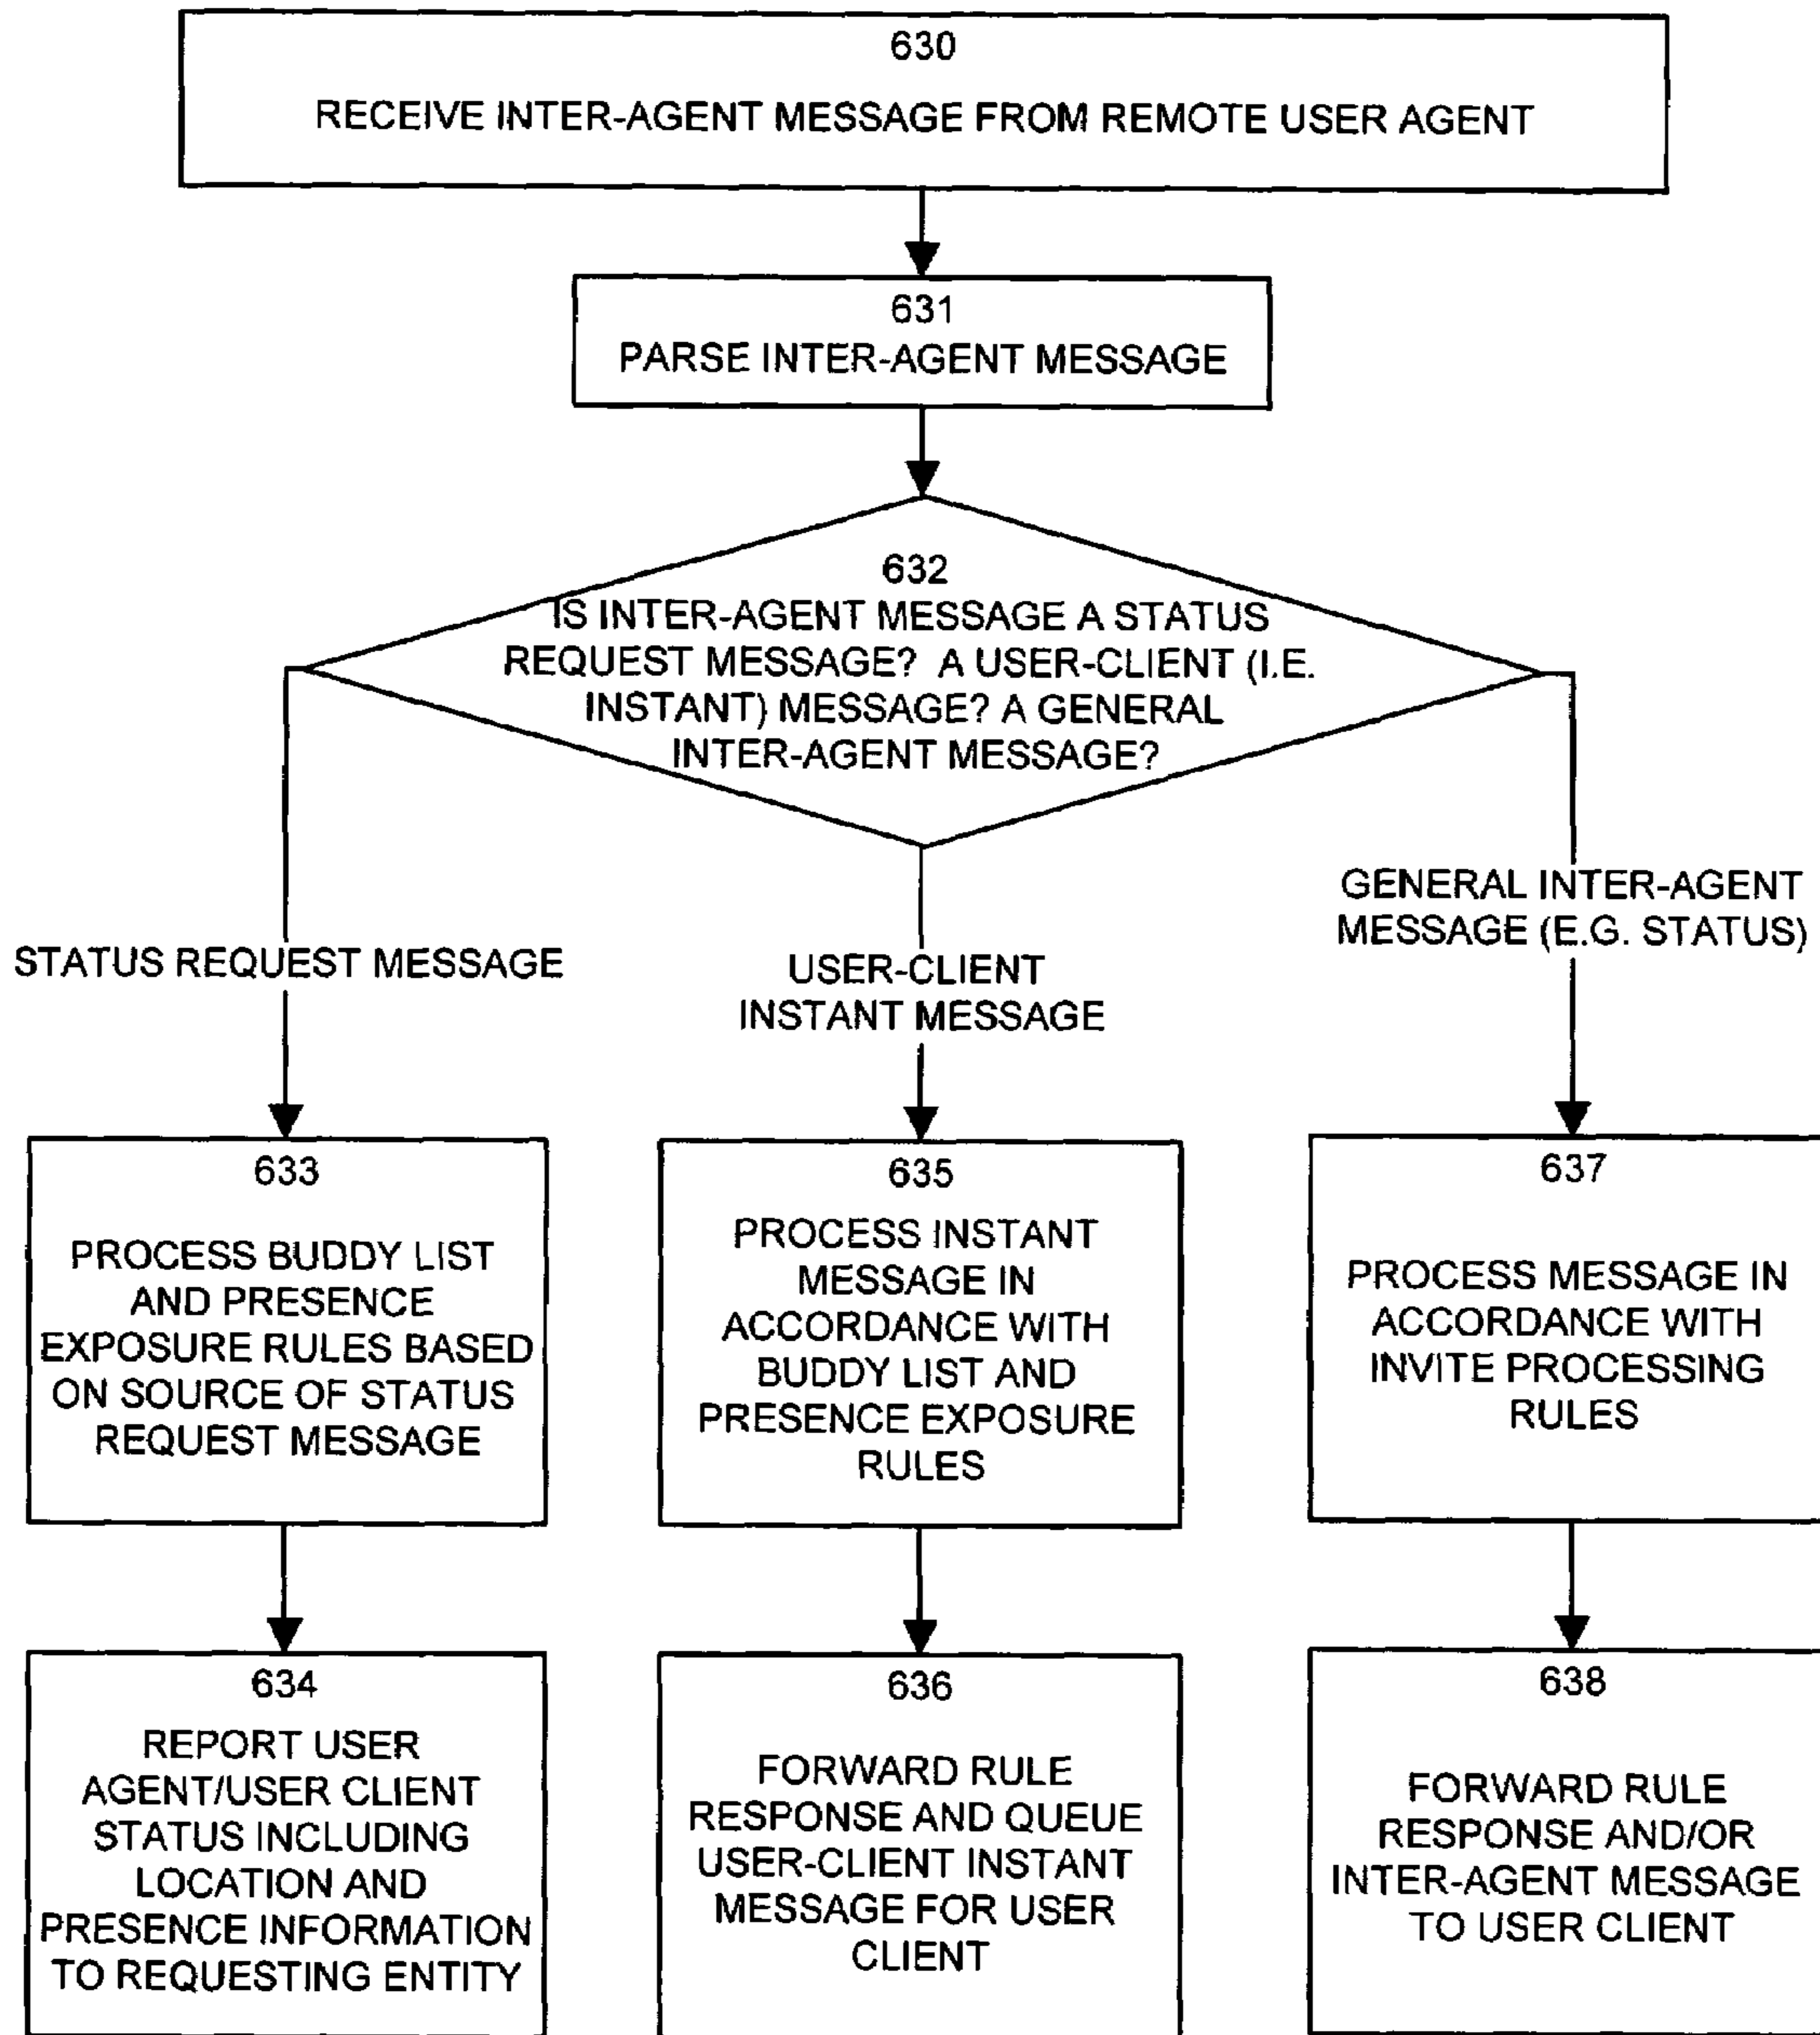 630
RECEIVE INTER-AGENT MESSAGE FROM REMOTE USER AGENT
631
PARSE INTER-AGENT MESSAGE
632
IS INTER-AGENT MESSAGE A STATUS
REQUEST MESSAGE? A USER-CLIENT (I.E.
INSTANT) MESSAGE? A GENERAL
INTER-AGENT MESSAGE?
STATUS REQUEST MESSAGE
USER-CLIENT
INSTANT MESSAGE
GENERAL INTER-AGENT
MESSAGE (E.G. STATUS)
633
PROCESS BUDDY LIST
AND PRESENCE
EXPOSURE RULES BASED
ON SOURCE OF STATUS
REQUEST MESSAGE
635
PROCESS INSTANT
MESSAGE IN
ACCORDANCE WITH
BUDDY LIST AND
PRESENCE EXPOSURE
RULES
637
PROCESS MESSAGE IN
ACCORDANCE WITH
INVITE PROCESSING
RULES
634
REPORT USER
AGENT/USER CLIENT
STATUS INCLUDING
LOCATION AND
PRESENCE INFORMATION
TO REQUESTING ENTITY
636
FORWARD RULE
RESPONSE AND QUEUE
USER-CLIENT INSTANT
MESSAGE FOR USER
CLIENT
638
FORWARD RULE
RESPONSE AND/OR
INTER-AGENT MESSAGE
TO USER CLIENT